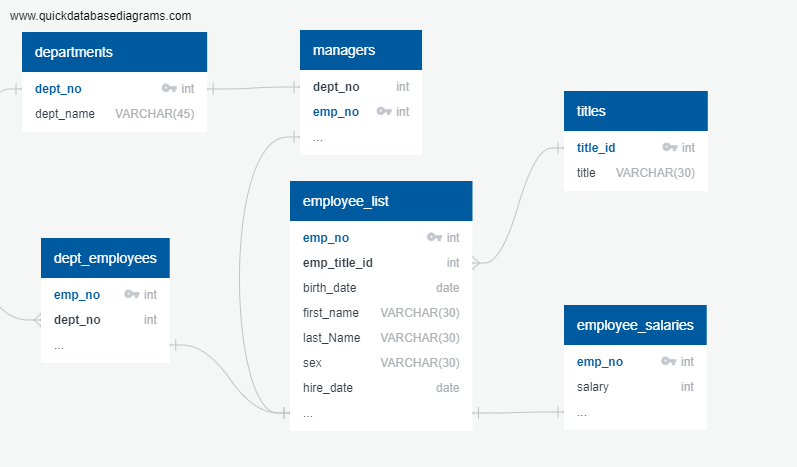 www.quickdatabasediagrams.com
departments
dept_no int
dept_name VARCHAR(45)
managers
dept_no int
emp_no int
...
titles
title_id int
title VARCHAR(30)
employee_list
emp_no int
emp_title_id int
birth_date date
first_name VARCHAR(30)
last_Name VARCHAR(30)
sex VARCHAR(30)
hire_date date
...
dept_employees
emp_no int
dept_no int
...
employee_salaries
emp_no int
salary int
...